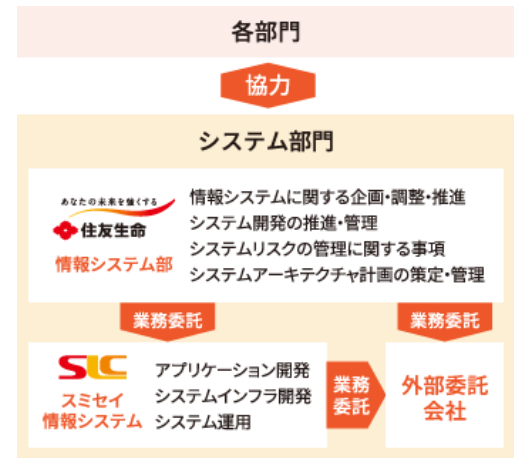 各部門
協力
システム部門
あなたの未来を強くする
住友生命
情報システム部
情報システムに関する企画・調整・推進
システム開発の推進・管理
システムリスクの管理に関する事項
システムアーキテクチャ計画の策定・管理
業務委託
業務委託
SLC
スミセイ
情報システム
アプリケーション開発
システムインフラ開発
システム運用
業務
委託
外部委託
会社